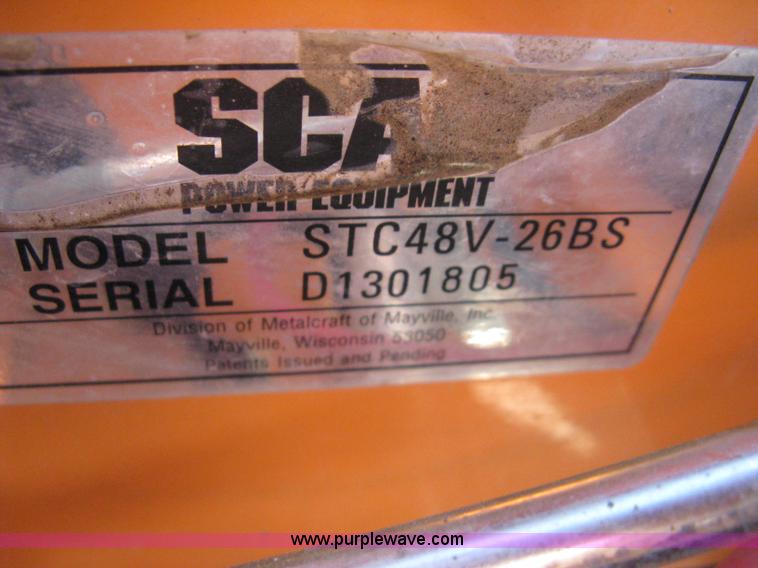 SCA
POWER EQUIPMENT
MODEL STC48V-26BS
SERIAL D1301805
Division of Metalcraft of Mayville, Inc.
Mayville, Wisconsin 53050
Patents Issued and Pending
www.purplewave.com